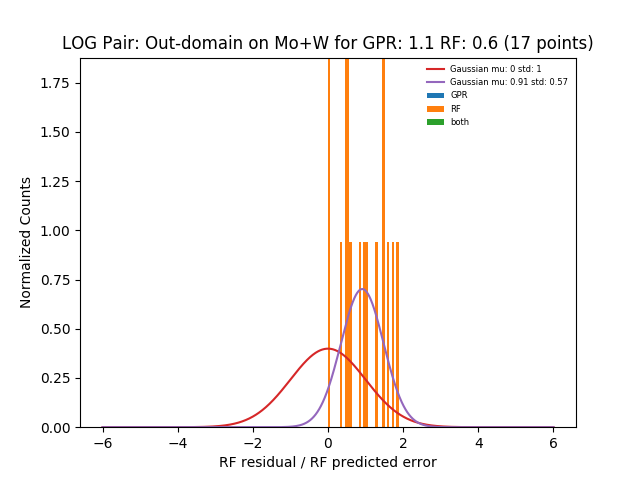 LOG Pair: Out-domain on Mo+W for GPR: 1.1 RF: 0.6 (17 points)
Gaussian mu: 0 std: 1
Gaussian mu: 0.91 std: 0.57
GPR
RF
both
Normalized Counts
1.75
1.50
1.25
1.00
0.75
0.50
0.25
0.00
−6 −4 −2 0 2 4 6
RF residual / RF predicted error